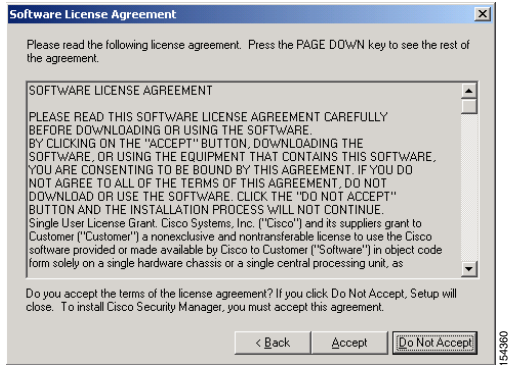 Software License Agreement
Please read the following license agreement. Press the PAGE DOWN key to see the rest of
the agreement.
SOFTWARE LICENSE AGREEMENT
PLEASE READ THIS SOFTWARE LICENSE AGREEMENT CAREFULLY
BEFORE DOWNLOADING OR USING THE SOFTWARE.
BY CLICKING ON THE "ACCEPT" BUTTON, DOWNLOADING THE
SOFTWARE, OR USING THE EQUIPMENT THAT CONTAINS THIS SOFTWARE,
YOU ARE CONSENTING TO BE BOUND BY THIS AGREEMENT. IF YOU DO
NOT AGREE TO ALL OF THE TERMS OF THIS AGREEMENT, DO NOT
DOWNLOAD OR USE THE SOFTWARE. CLICK THE "DO NOT ACCEPT"
BUTTON AND THE INSTALLATION PROCESS WILL NOT CONTINUE.
Single User License Grant. Cisco Systems, Inc. ("Cisco") and its suppliers grant to
Customer ("Customer") a nonexclusive and nontransferable license to use the Cisco
software provided or made available by Cisco to Customer ("Software") in object code
form solely on a single hardware chassis or a single central processing unit, as
Do you accept the terms of the license agreement? If you click Do Not Accept, Setup will
close. To install Cisco Security Manager, you must accept this agreement.
< Back
Accept
Do Not Accept
154360